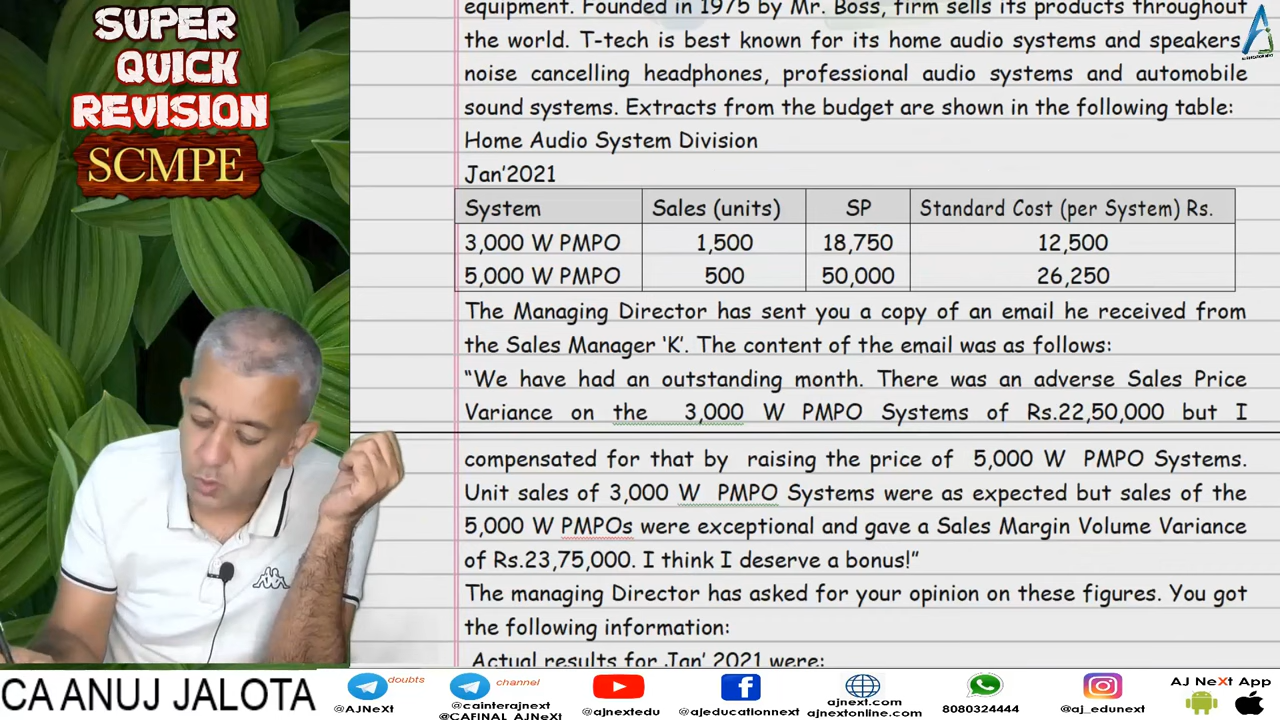 SUPER
QUICK
REVISION
SCMPE
equipment. Founded in 1975 by Mr. Boss, firm sells its products throughout
the world. T-tech is best known for its home audio systems and speakers
noise cancelling headphones, professional audio systems and automobile
sound systems. Extracts from the budget are shown in the following table:
Home Audio System Division
Jan'2021
System Sales (units) SP Standard Cost (per System) Rs.
3,000 W PMPO 1,500 18,750 12,500
5,000 W PMPO 500 50,000 26,250
The Managing Director has sent you a copy of an email he received from
the Sales Manager 'K'. The content of the email was as follows:
"We have had an outstanding month. There was an adverse Sales Price
Variance on the 3,000 W PMPO Systems of Rs.22,50,000 but I
compensated for that by raising the price of 5,000 W PMPO Systems.
Unit sales of 3,000 W PMPO Systems were as expected but sales of the
5,000 W PMPOs were exceptional and gave a Sales Margin Volume Variance
of Rs.23,75,000. I think I deserve a bonus!"
The managing Director has asked for your opinion on these figures. You got
the following information:
Actual results for Jan' 2021 were:
CA ANUJ JALOTA
doubts
@AJNeXt
channel
@cainterajnext
@CAFINAL_AJNeXt
@ajnextedu
@ajeducationnext
ajnext.com
ajnextonline.com
8080324444
@aj_edunext
AJ NeXt App